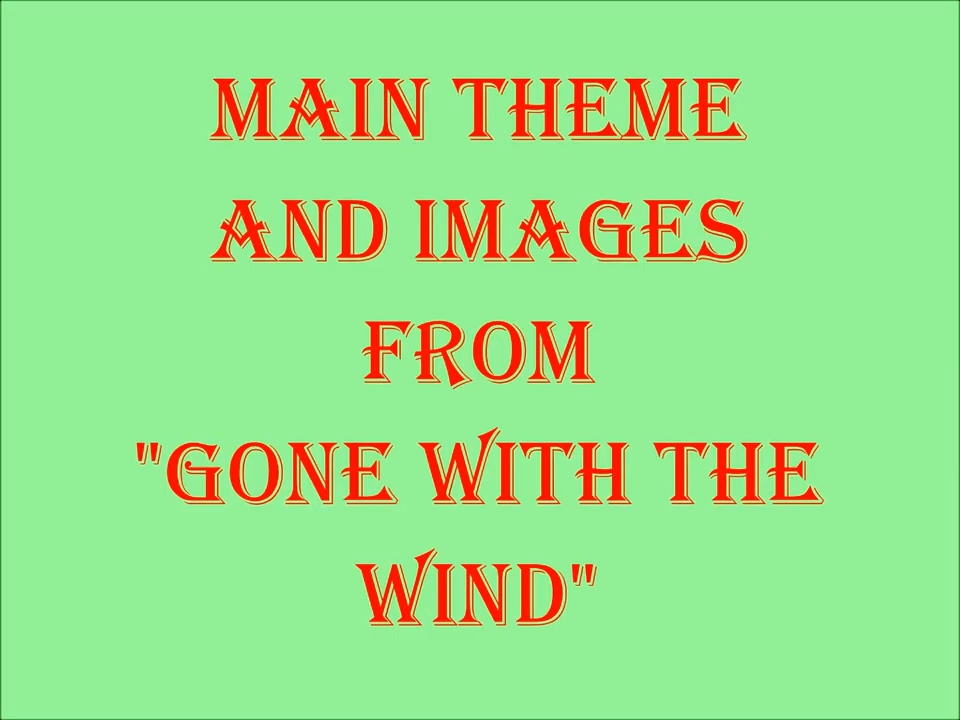 MAIN THEME
AND IMAGES
FROM
"GONE WITH THE
WIND"